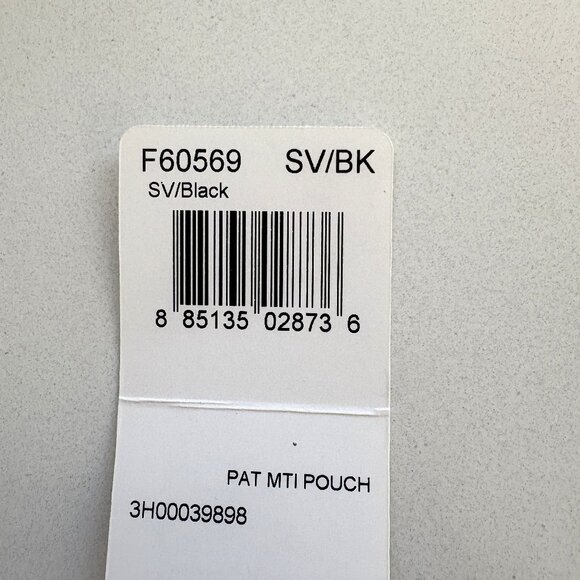 F60569 SV/BK
SV/Black
8 85135 02873 6
PAT MTI POUCH
3H00039898